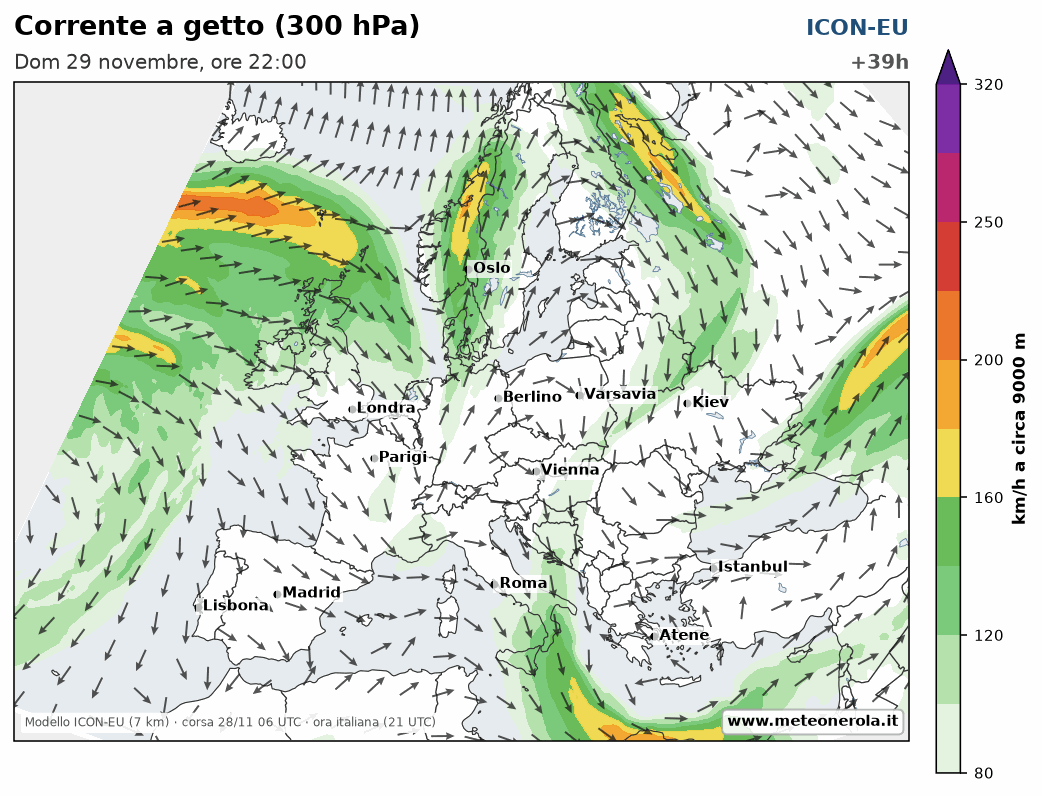 Corrente a getto (300 hPa)
ICON-EU
Dom 29 novembre, ore 22:00
+39h
320
250
200
160
120
80
km/h a circa 9000 m
Oslo
Berlino
Varsavia
Kiev
Londra
Parigi
Vienna
Istanbul
Roma
Madrid
Lisbona
Atene
Modello ICON-EU (7 km) · corsa 28/11 06 UTC · ora italiana (21 UTC)
www.meteonerola.it